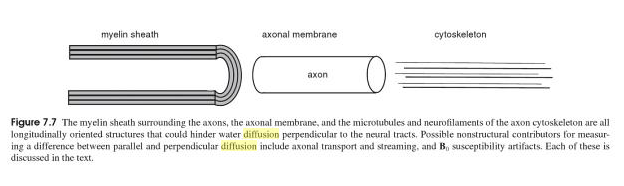 myelin sheath axonal membrane cytoskeleton
axon
Figure 7.7 The myelin sheath surrounding the axons, the axonal membrane, and the microtubules and neurofilaments of the axon cytoskeleton are all
longitudinally oriented structures that could hinder water diffusion perpendicular to the neural tracts. Possible nonstructural contributors for measur-
ing a difference between parallel and perpendicular diffusion include axonal transport and streaming, and B₀ susceptibility artifacts. Each of these is
discussed in the text.